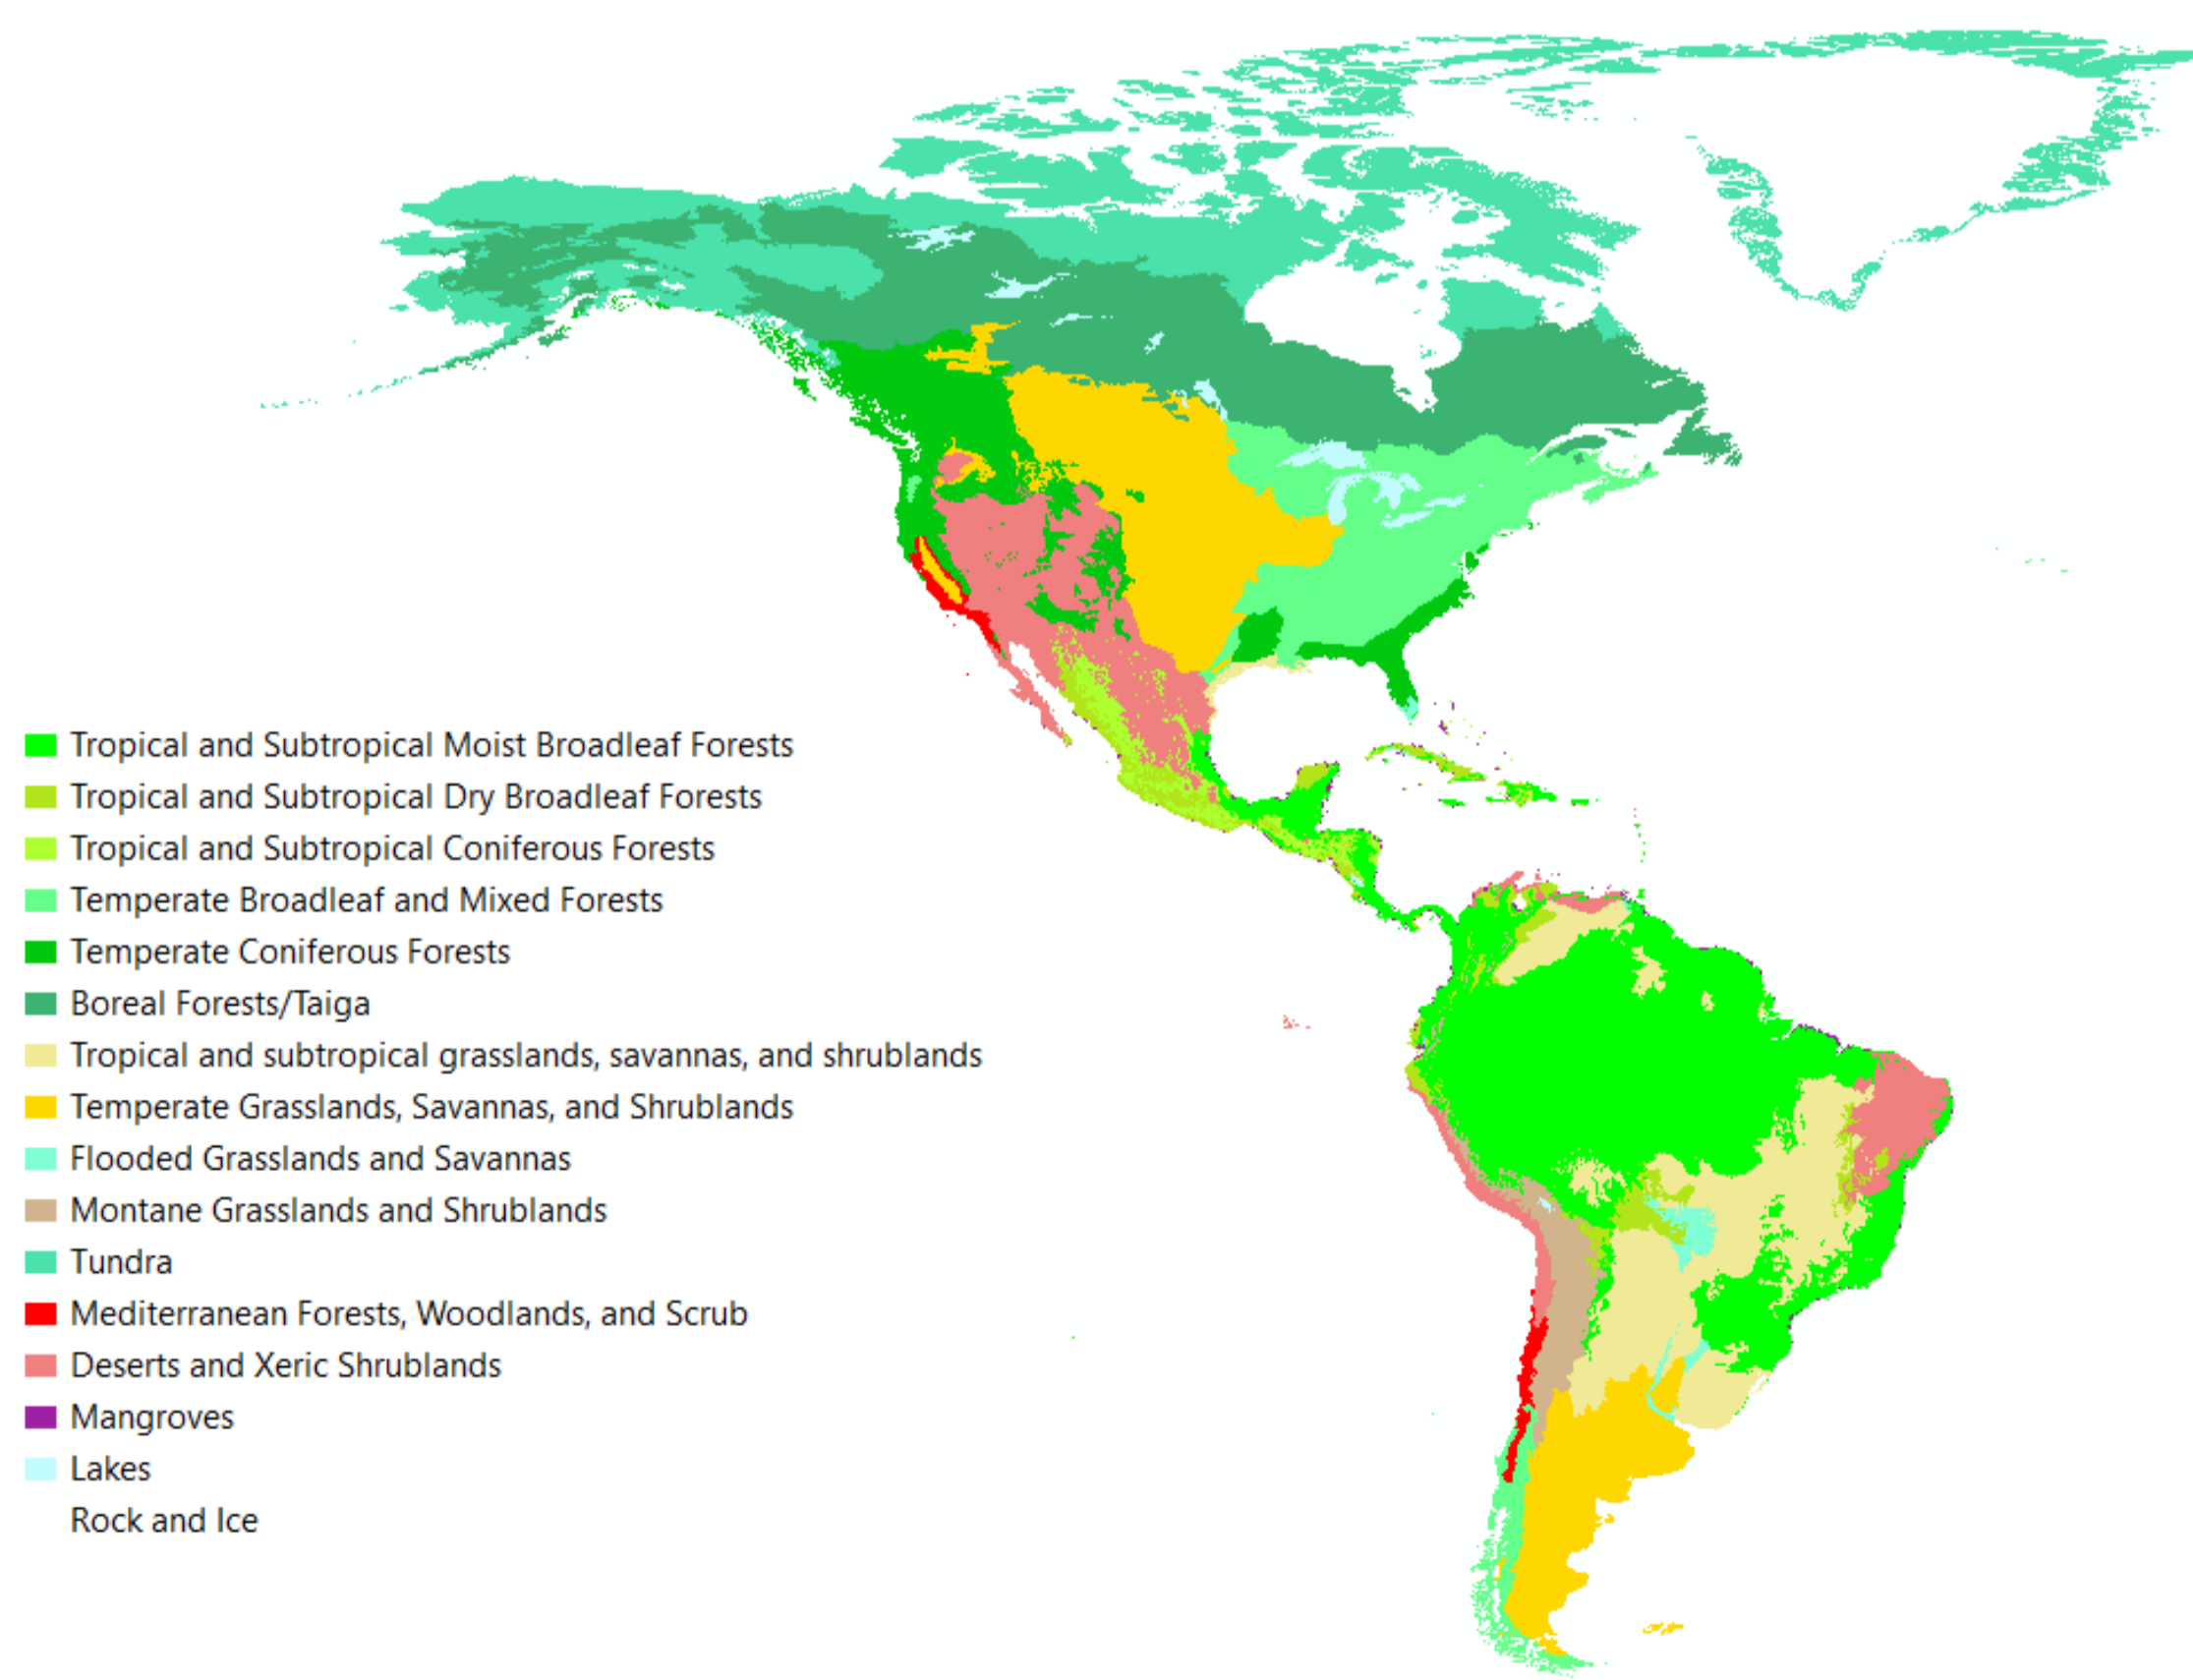 Tropical and Subtropical Moist Broadleaf Forests
Tropical and Subtropical Dry Broadleaf Forests
Tropical and Subtropical Coniferous Forests
Temperate Broadleaf and Mixed Forests
Temperate Coniferous Forests
Boreal Forests/Taiga
Tropical and subtropical grasslands, savannas, and shrublands
Temperate Grasslands, Savannas, and Shrublands
Flooded Grasslands and Savannas
Montane Grasslands and Shrublands
Tundra
Mediterranean Forests, Woodlands, and Scrub
Deserts and Xeric Shrublands
Mangroves
Lakes
Rock and Ice